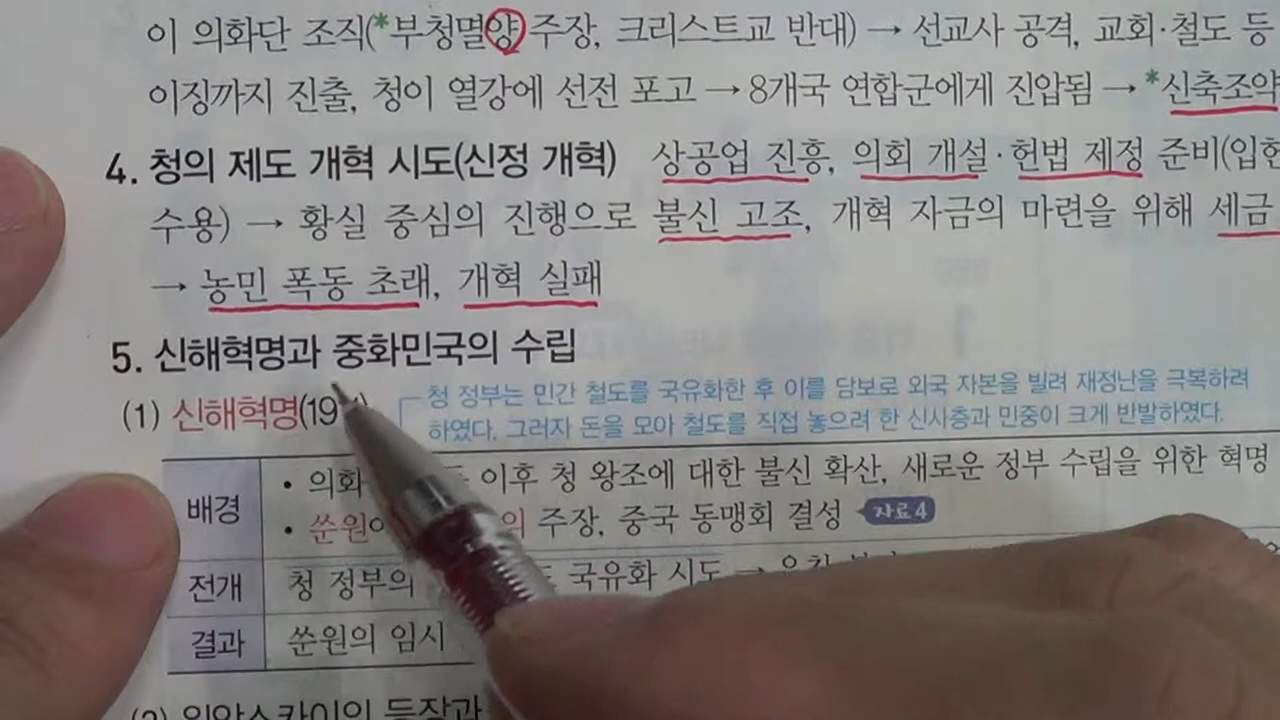 이 의화단 조직(*부청멸양 주장, 크리스트교 반대) → 선교사 공격, 교회·철도 등
이징까지 진출, 청이 열강에 선전 포고 → 8개국 연합군에게 진압됨 → *신축조약
4. 청의 제도 개혁 시도(신정 개혁) 상공업 진흥, 의회 개설·헌법 제정 준비(입헌
수용) → 황실 중심의 진행으로 불신 고조, 개혁 자금의 마련을 위해 세금
→ 농민 폭동 초래, 개혁 실패
5. 신해혁명과 중화민국의 수립
청 정부는 민간 철도를 국유화한 후 이를 담보로 외국 자본을 빌려 재정난을 극복하려
(1) 신해혁명(19
하였다. 그러자 돈을 모아 철도를 직접 놓으려 한 신사층과 민중이 크게 반발하였다.
배경
• 의화 이후 청 왕조에 대한 불신 확산, 새로운 정부 수립을 위한 혁명
• 쑨원이 의 주장, 중국 동맹회 결성 자료4
전개 청 정부의 국유화 시도 →
결과 쑨원의 임시
(2) 위안스카이의 등장과